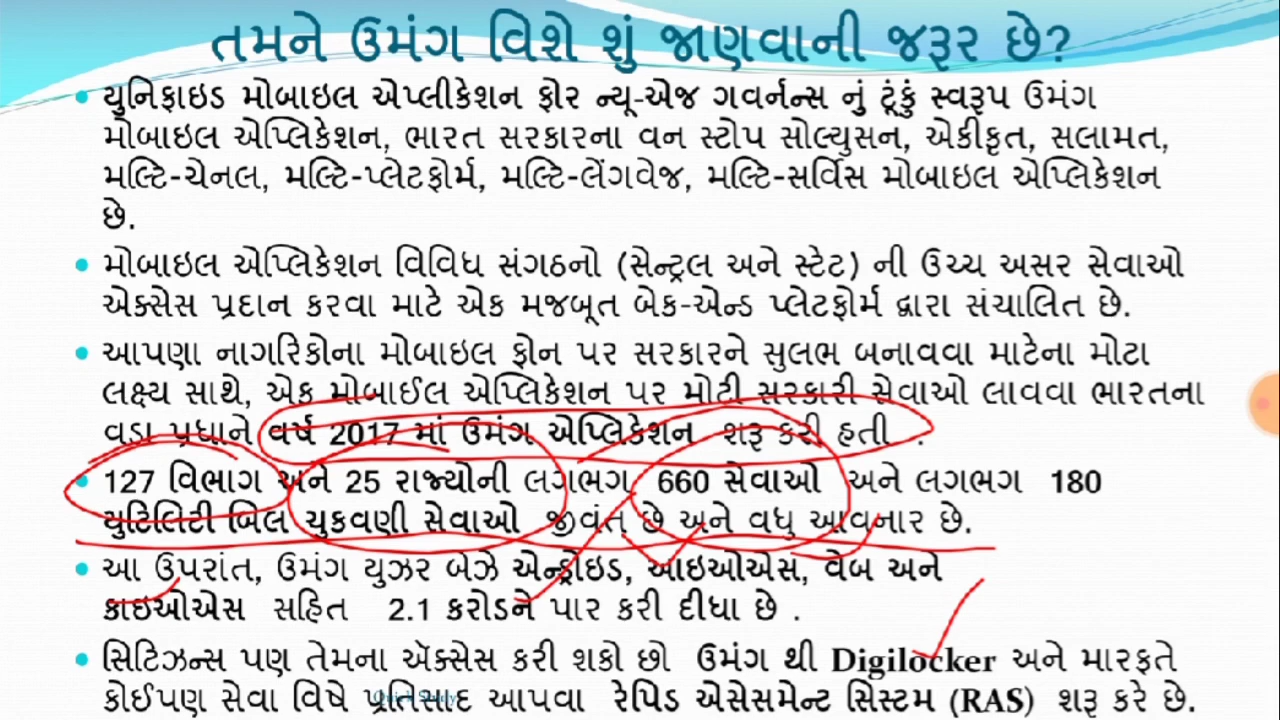 તમને ઉમંગ વિશે શું જાણવાની જરૂર છે?
• યુનિફાઇડ મોબાઇલ એપ્લીકેશન ફોર ન્યૂ-એજ ગવર્નન્સ નું ટૂંકું સ્વરૂપ ઉમંગ
મોબાઇલ એપ્લિકેશન, ભારત સરકારના વન સ્ટોપ સોલ્યુસન, એકીકૃત, સલામત,
મલ્ટિ-ચેનલ, મલ્ટિ-પ્લેટફોર્મ, મલ્ટિ-લેંગવેજ, મલ્ટિ-સર્વિસ મોબાઇલ એપ્લિકેશન
છે.
• મોબાઇલ એપ્લિકેશન વિવિધ સંગઠનો (સેન્ટ્રલ અને સ્ટેટ) ની ઉચ્ચ અસર સેવાઓ
એક્સેસ પ્રદાન કરવા માટે એક મજબૂત બેક-એન્ડ પ્લેટફોર્મ દ્વારા સંચાલિત છે.
• આપણા નાગરિકોના મોબાઇલ ફોન પર સરકારને સુલભ બનાવવા માટેના મોટા
લક્ષ્ય સાથે, એક મોબાઈલ એપ્લિકેશન પર મોટી સરકારી સેવાઓ લાવવા ભારતના
વડા પ્રધાને વર્ષ 2017 માં ઉમંગ એપ્લિકેશન શરૂ કરી હતી .
• 127 વિભાગ અને 25 રાજ્યોની લગભગ 660 સેવાઓ અને લગભગ 180
યુટિલિટી બિલ ચુકવણી સેવાઓ જીવંત છે અને વધુ આવનાર છે.
• આ ઉપરાંત, ઉમંગ યુઝર બેઝે એન્ડ્રોઇડ, આઇઓએસ, વેબ અને
કાઇઓએસ સહિત 2.1 કરોડને પાર કરી દીધા છે .
• સિટિઝન્સ પણ તેમના ઍક્સેસ કરી શકો છો ઉમંગ થી Digilocker અને મારફતે
કોઈપણ સેવા વિષે પ્રતિસાદ આપવા રેપિડ એસેસમેન્ટ સિસ્ટમ (RAS) શરૂ કરે છે.